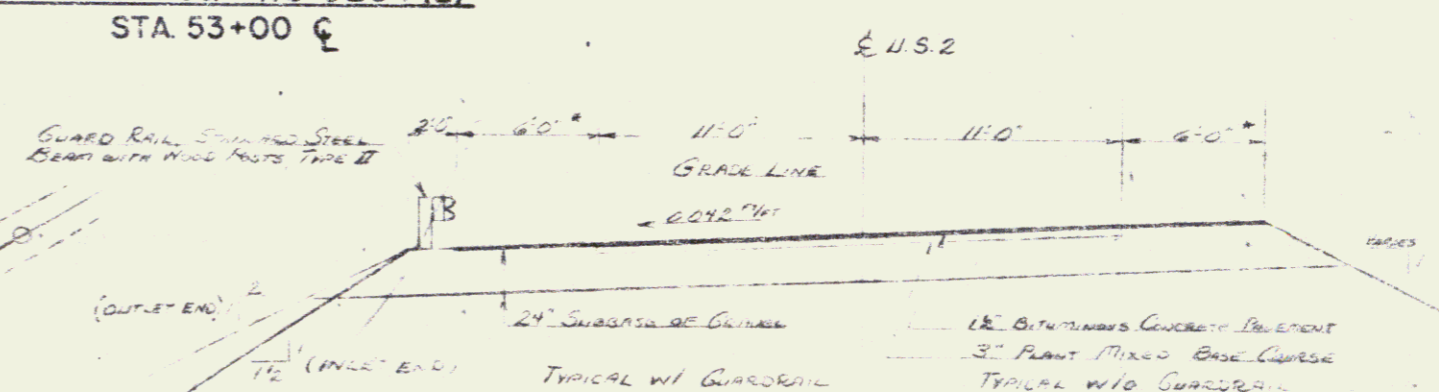 STA. 53+00 ℄
℄ U.S.2
GUARD RAIL, STANDARD STEEL
BEAM WITH WOOD POSTS, TYPE II
2'-0"
6'-0" *
11'-0"
11'-0"
6'-0" *
GRADE LINE
0.042 FT/FT
VARIES
1
(OUTLET END)
2
1
24" SUBBASE OF GRAVEL
1½" BITUMINOUS CONCRETE PAVEMENT
3" PLANT MIXED BASE COURSE
1½
1
(INLET END)
TYPICAL W/ GUARDRAIL
TYPICAL W/O GUARDRAIL